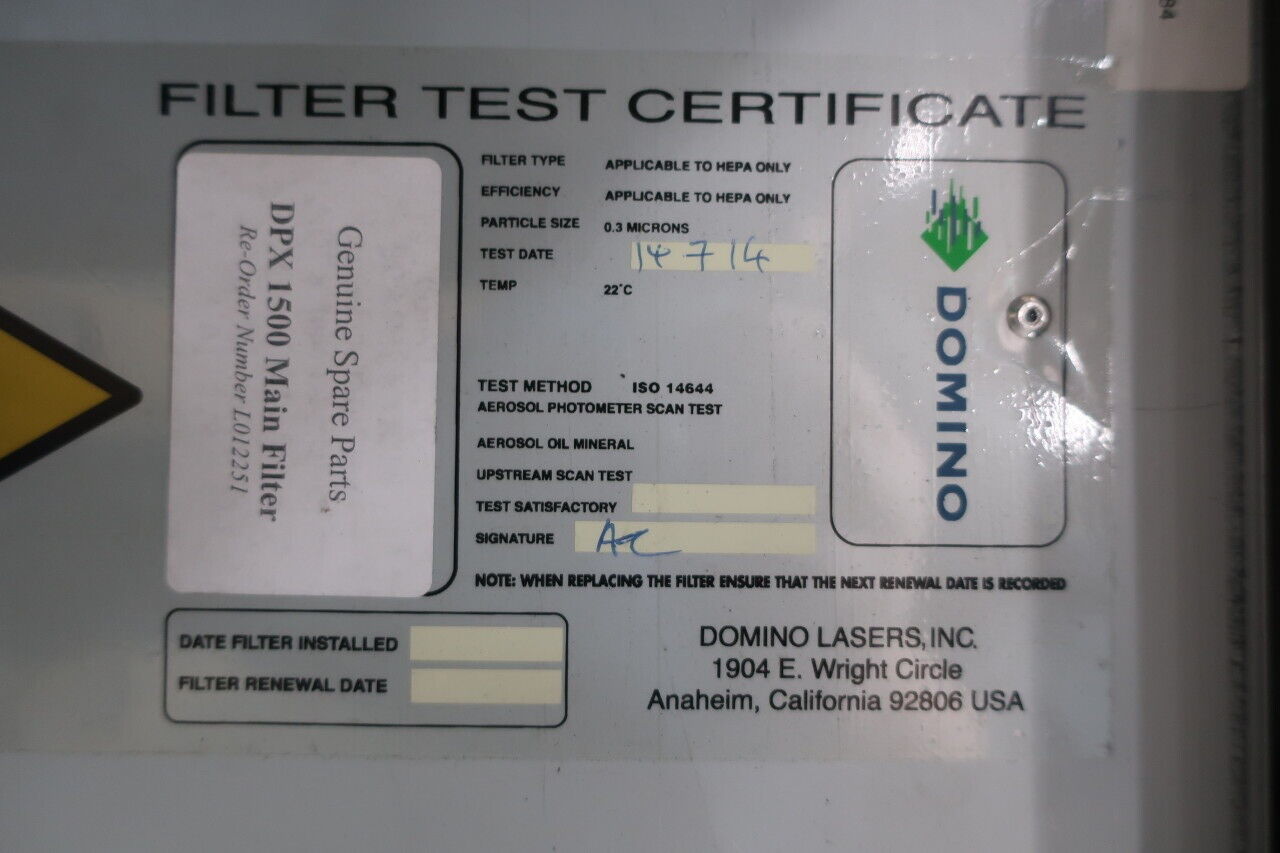 FILTER TEST CERTIFICATE
Genuine Spare Parts
DPX 1500 Main Filter
Re-Order Number L012251
FILTER TYPE APPLICABLE TO HEPA ONLY
EFFICIENCY APPLICABLE TO HEPA ONLY
PARTICLE SIZE 0.3 MICRONS
TEST DATE 14 7 14
TEMP 22°C
TEST METHOD ISO 14644
AEROSOL PHOTOMETER SCAN TEST
AEROSOL OIL MINERAL
UPSTREAM SCAN TEST
TEST SATISFACTORY
SIGNATURE
DOMINO
NOTE: WHEN REPLACING THE FILTER ENSURE THAT THE NEXT RENEWAL DATE IS RECORDED
DATE FILTER INSTALLED
FILTER RENEWAL DATE
DOMINO LASERS, INC.
1904 E. Wright Circle
Anaheim, California 92806 USA